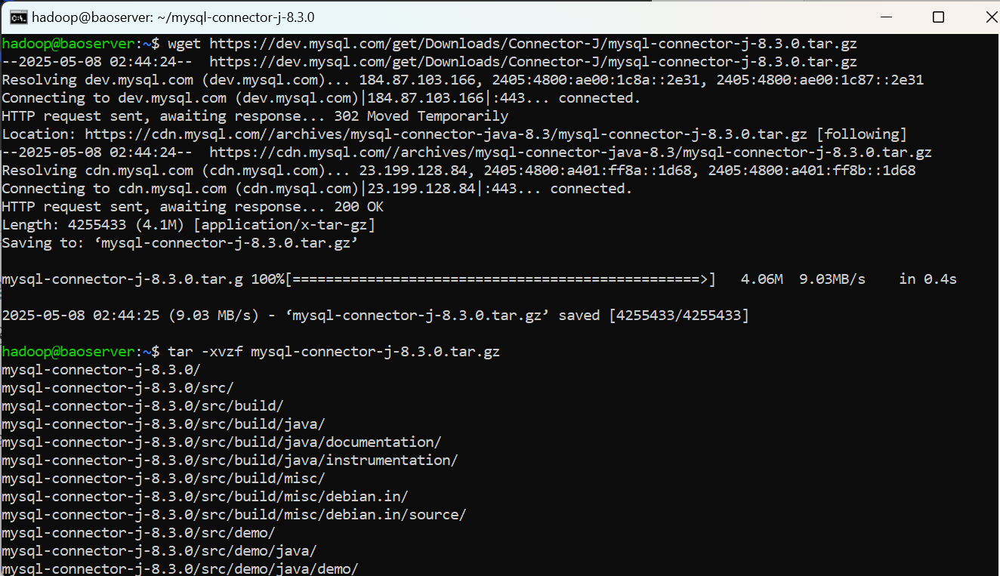 hadoop@baoserver: ~/mysql-connector-j-8.3.0
hadoop@baoserver:~$ wget https://dev.mysql.com/get/Downloads/Connector-J/mysql-connector-j-8.3.0.tar.gz
--2025-05-08 02:44:24--  https://dev.mysql.com/get/Downloads/Connector-J/mysql-connector-j-8.3.0.tar.gz
Resolving dev.mysql.com (dev.mysql.com)... 184.87.103.166, 2405:4800:ae00:1c8a::2e31, 2405:4800:ae00:1c87::2e31
Connecting to dev.mysql.com (dev.mysql.com)|184.87.103.166|:443... connected.
HTTP request sent, awaiting response... 302 Moved Temporarily
Location: https://cdn.mysql.com//archives/mysql-connector-java-8.3/mysql-connector-j-8.3.0.tar.gz [following]
--2025-05-08 02:44:24--  https://cdn.mysql.com//archives/mysql-connector-java-8.3/mysql-connector-j-8.3.0.tar.gz
Resolving cdn.mysql.com (cdn.mysql.com)... 23.199.128.84, 2405:4800:a401:ff8a::1d68, 2405:4800:a401:ff8b::1d68
Connecting to cdn.mysql.com (cdn.mysql.com)|23.199.128.84|:443... connected.
HTTP request sent, awaiting response... 200 OK
Length: 4255433 (4.1M) [application/x-tar-gz]
Saving to: ‘mysql-connector-j-8.3.0.tar.gz’
mysql-connector-j-8.3.0.tar.g 100%[=================================================>]   4.06M  9.03MB/s    in 0.4s
2025-05-08 02:44:25 (9.03 MB/s) - ‘mysql-connector-j-8.3.0.tar.gz’ saved [4255433/4255433]
hadoop@baoserver:~$ tar -xvzf mysql-connector-j-8.3.0.tar.gz
mysql-connector-j-8.3.0/
mysql-connector-j-8.3.0/src/
mysql-connector-j-8.3.0/src/build/
mysql-connector-j-8.3.0/src/build/java/
mysql-connector-j-8.3.0/src/build/java/documentation/
mysql-connector-j-8.3.0/src/build/java/instrumentation/
mysql-connector-j-8.3.0/src/build/misc/
mysql-connector-j-8.3.0/src/build/misc/debian.in/
mysql-connector-j-8.3.0/src/build/misc/debian.in/source/
mysql-connector-j-8.3.0/src/demo/
mysql-connector-j-8.3.0/src/demo/java/
mysql-connector-j-8.3.0/src/demo/java/demo/